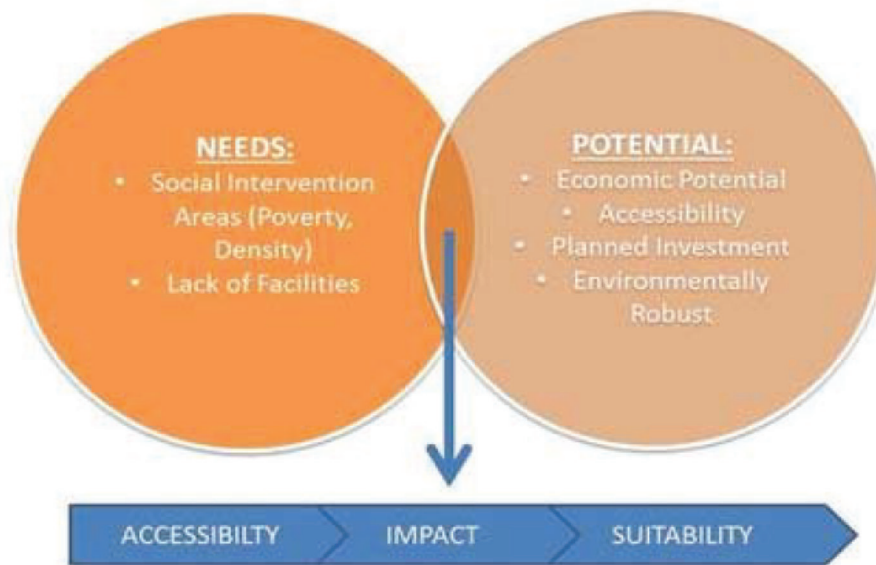 NEEDS:
• Social Intervention
Areas (Poverty,
Density)
• Lack of Facilities
POTENTIAL:
• Economic Potential
• Accessibility
• Planned Investment
• Environmentally
Robust
ACCESSIBILTY
IMPACT
SUITABILITY